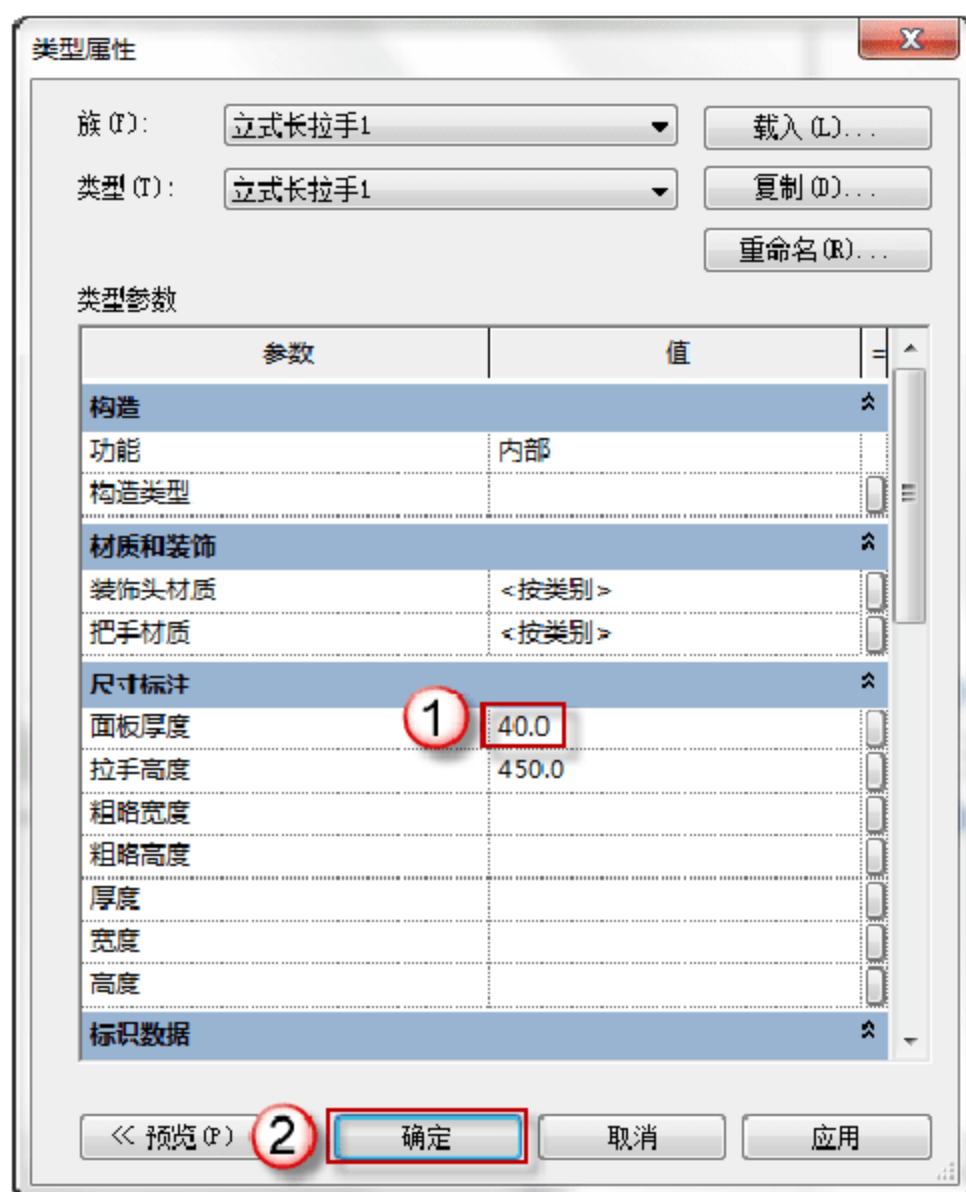 类型属性
族(F): 立式长拉手1 载入(L)...
类型(T): 立式长拉手1 复制(D)...
重命名(R)...
类型参数
参数 值 =
构造
功能 内部
构造类型
材质和装饰
装饰头材质 <按类别>
把手材质 <按类别>
尺寸标注
面板厚度 1 40.0
拉手高度 450.0
粗略宽度
粗略高度
厚度
宽度
高度
标识数据
<< 预览(P) 2 确定 取消 应用